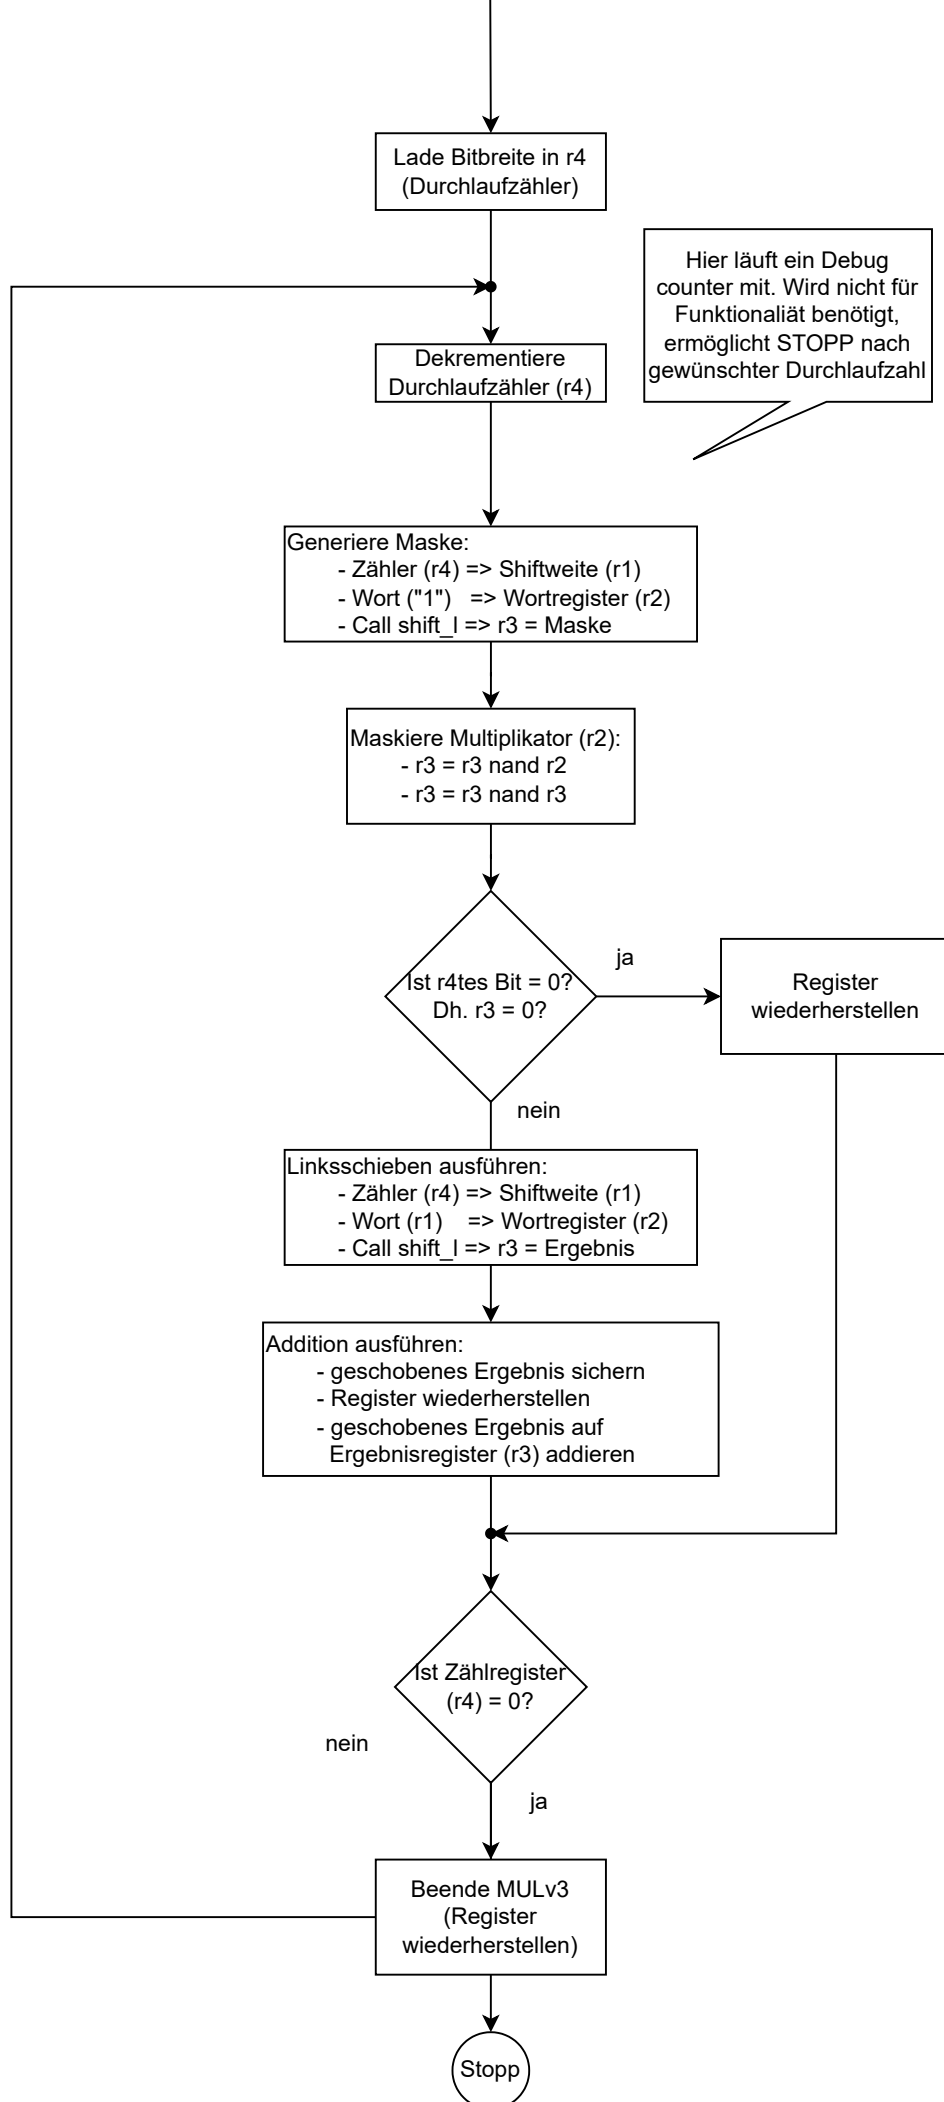 Lade Bitbreite in r4
(Durchlaufzähler)
Hier läuft ein Debug
counter mit. Wird nicht für
Funktionaliät benötigt,
ermöglicht STOPP nach
gewünschter Durchlaufzahl
Dekrementiere
Durchlaufzähler (r4)
Generiere Maske:
- Zähler (r4) => Shiftweite (r1)
- Wort ("1") => Wortregister (r2)
- Call shift_l => r3 = Maske
Maskiere Multiplikator (r2):
- r3 = r3 nand r2
- r3 = r3 nand r3
Ist r4tes Bit = 0?
Dh. r3 = 0?
ja
Register
wiederherstellen
nein
Linksschieben ausführen:
- Zähler (r4) => Shiftweite (r1)
- Wort (r1) => Wortregister (r2)
- Call shift_l => r3 = Ergebnis
Addition ausführen:
- geschobenes Ergebnis sichern
- Register wiederherstellen
- geschobenes Ergebnis auf
Ergebnisregister (r3) addieren
Ist Zählregister
(r4) = 0?
nein
ja
Beende MULv3
(Register
wiederherstellen)
Stopp